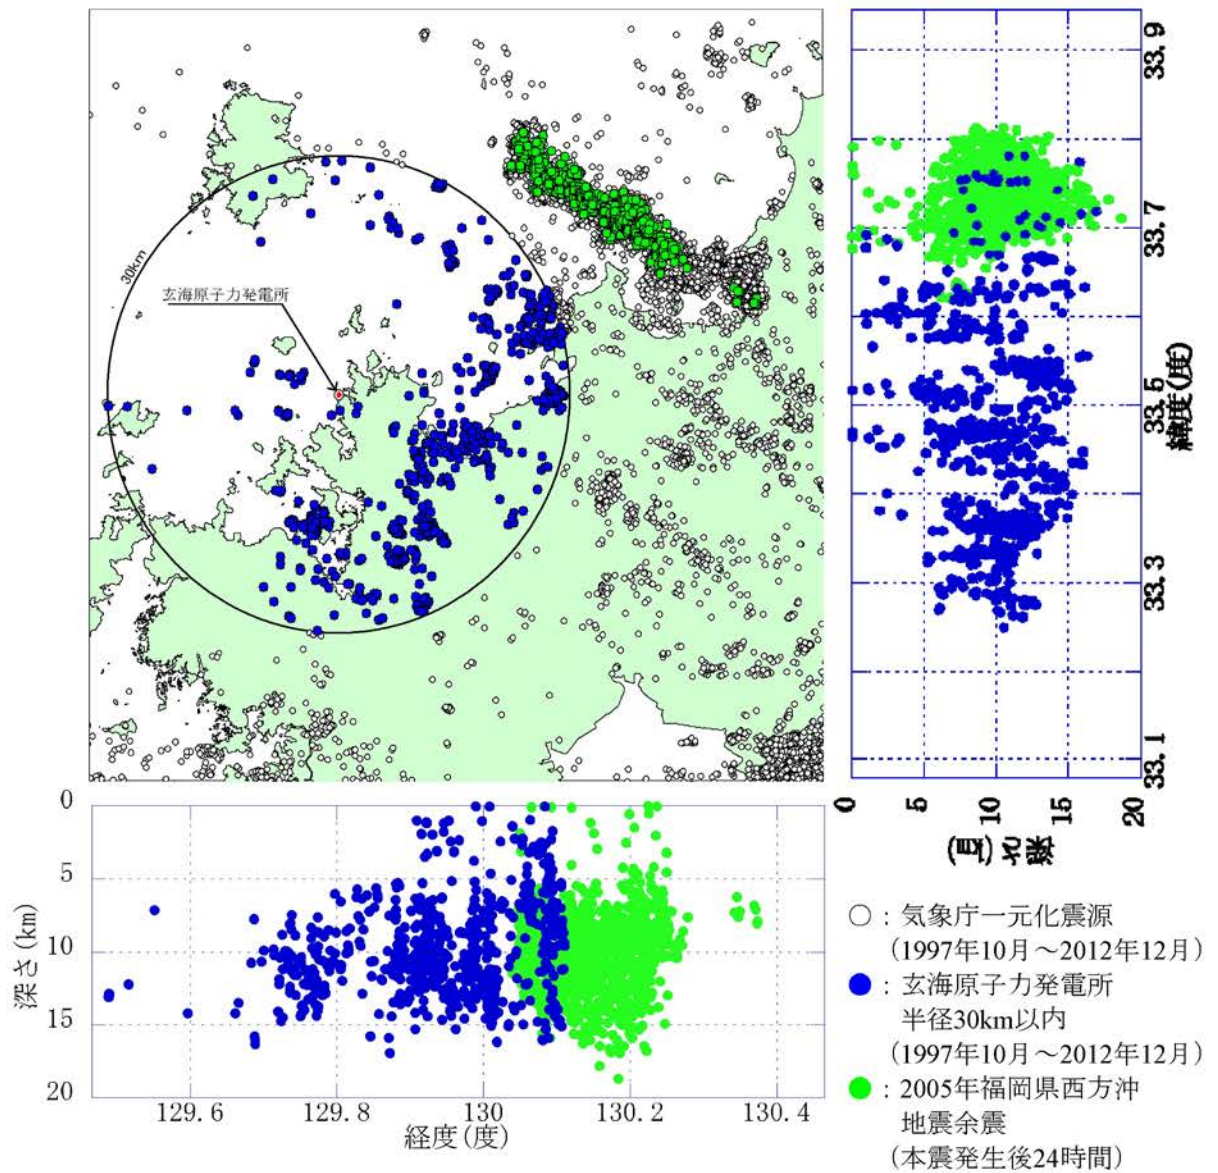 30km
玄海原子力発電所
33.9
33.7
33.5
33.3
33.1
緯度(度)
0
5
10
15
20
深さ(km)
0
5
10
15
20
深さ(km)
129.6
129.8
130
130.2
130.4
経度(度)
○:気象庁一元化震源
(1997年10月～2012年12月)
●:玄海原子力発電所
半径30km以内
(1997年10月～2012年12月)
●:2005年福岡県西方沖
地震余震
(本震発生後24時間)